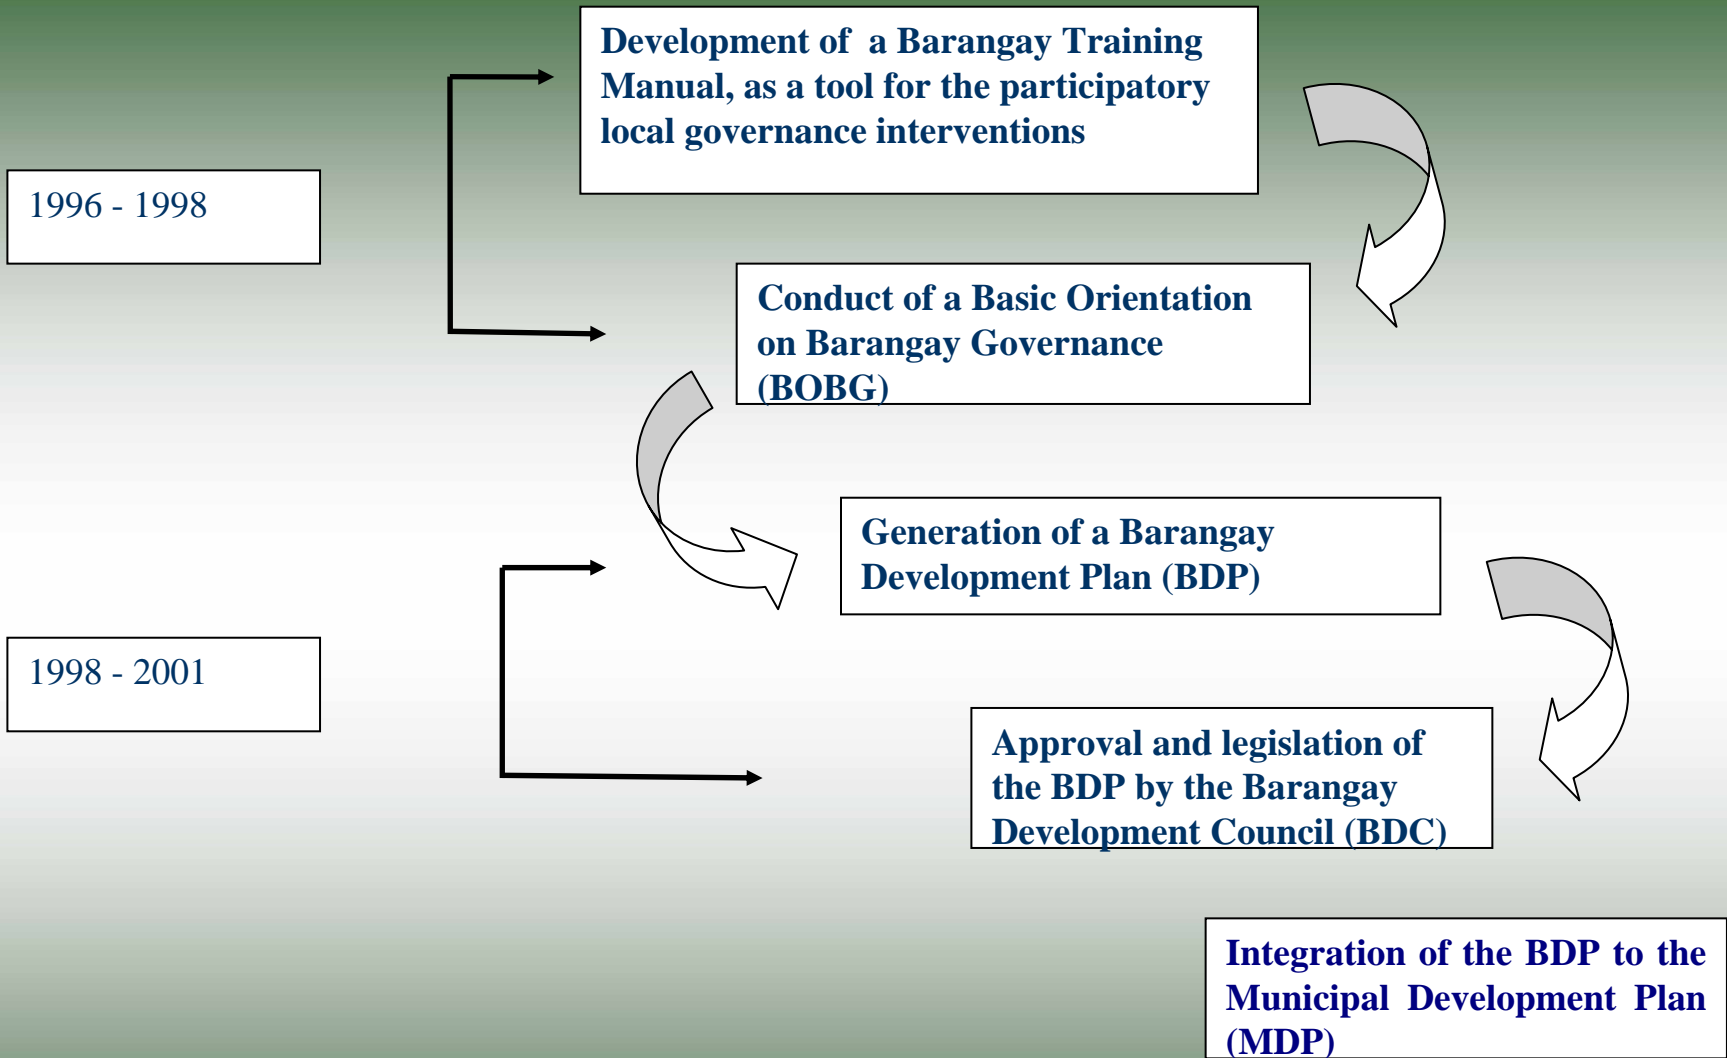 Development of a Barangay Training
Manual, as a tool for the participatory
local governance interventions
1996 - 1998
Conduct of a Basic Orientation
on Barangay Governance
(BOBG)
Generation of a Barangay
Development Plan (BDP)
1998 - 2001
Approval and legislation of
the BDP by the Barangay
Development Council (BDC)
Integration of the BDP to the
Municipal Development Plan
(MDP)